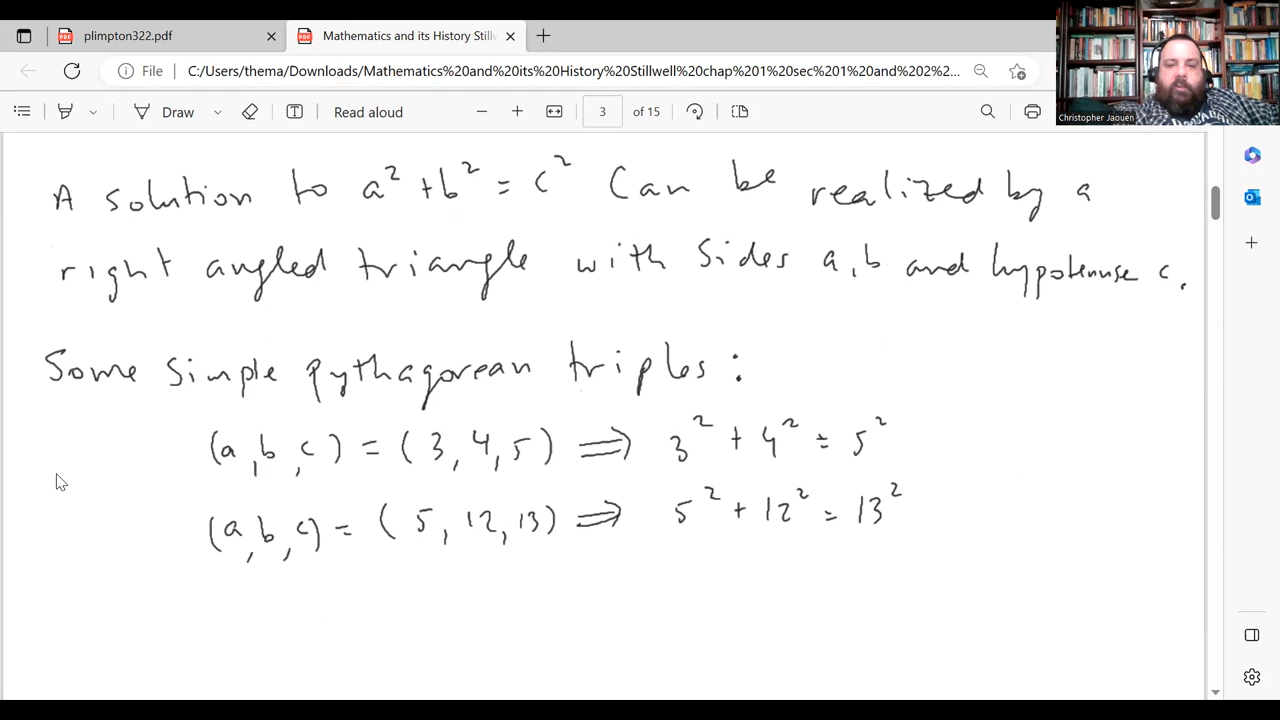 plimpton322.pdf
Mathematics and its History Stillw
File
C:/Users/thema/Downloads/Mathematics%20and%20its%20History%20Stillwell%20chap%201%20sec%201%20and%202%2...
Draw
Read aloud
3 of 15
Christopher Jaouen
A solution to a² + b² = c² Can be realized by a
right angled triangle with Sides a, b and hypotenuse c.
Some Simple pythagorean triples :
(a, b, c) = (3, 4, 5) ⟹ 3² + 4² = 5²
(a, b, c) = (5, 12, 13) ⟹ 5² + 12² = 13²